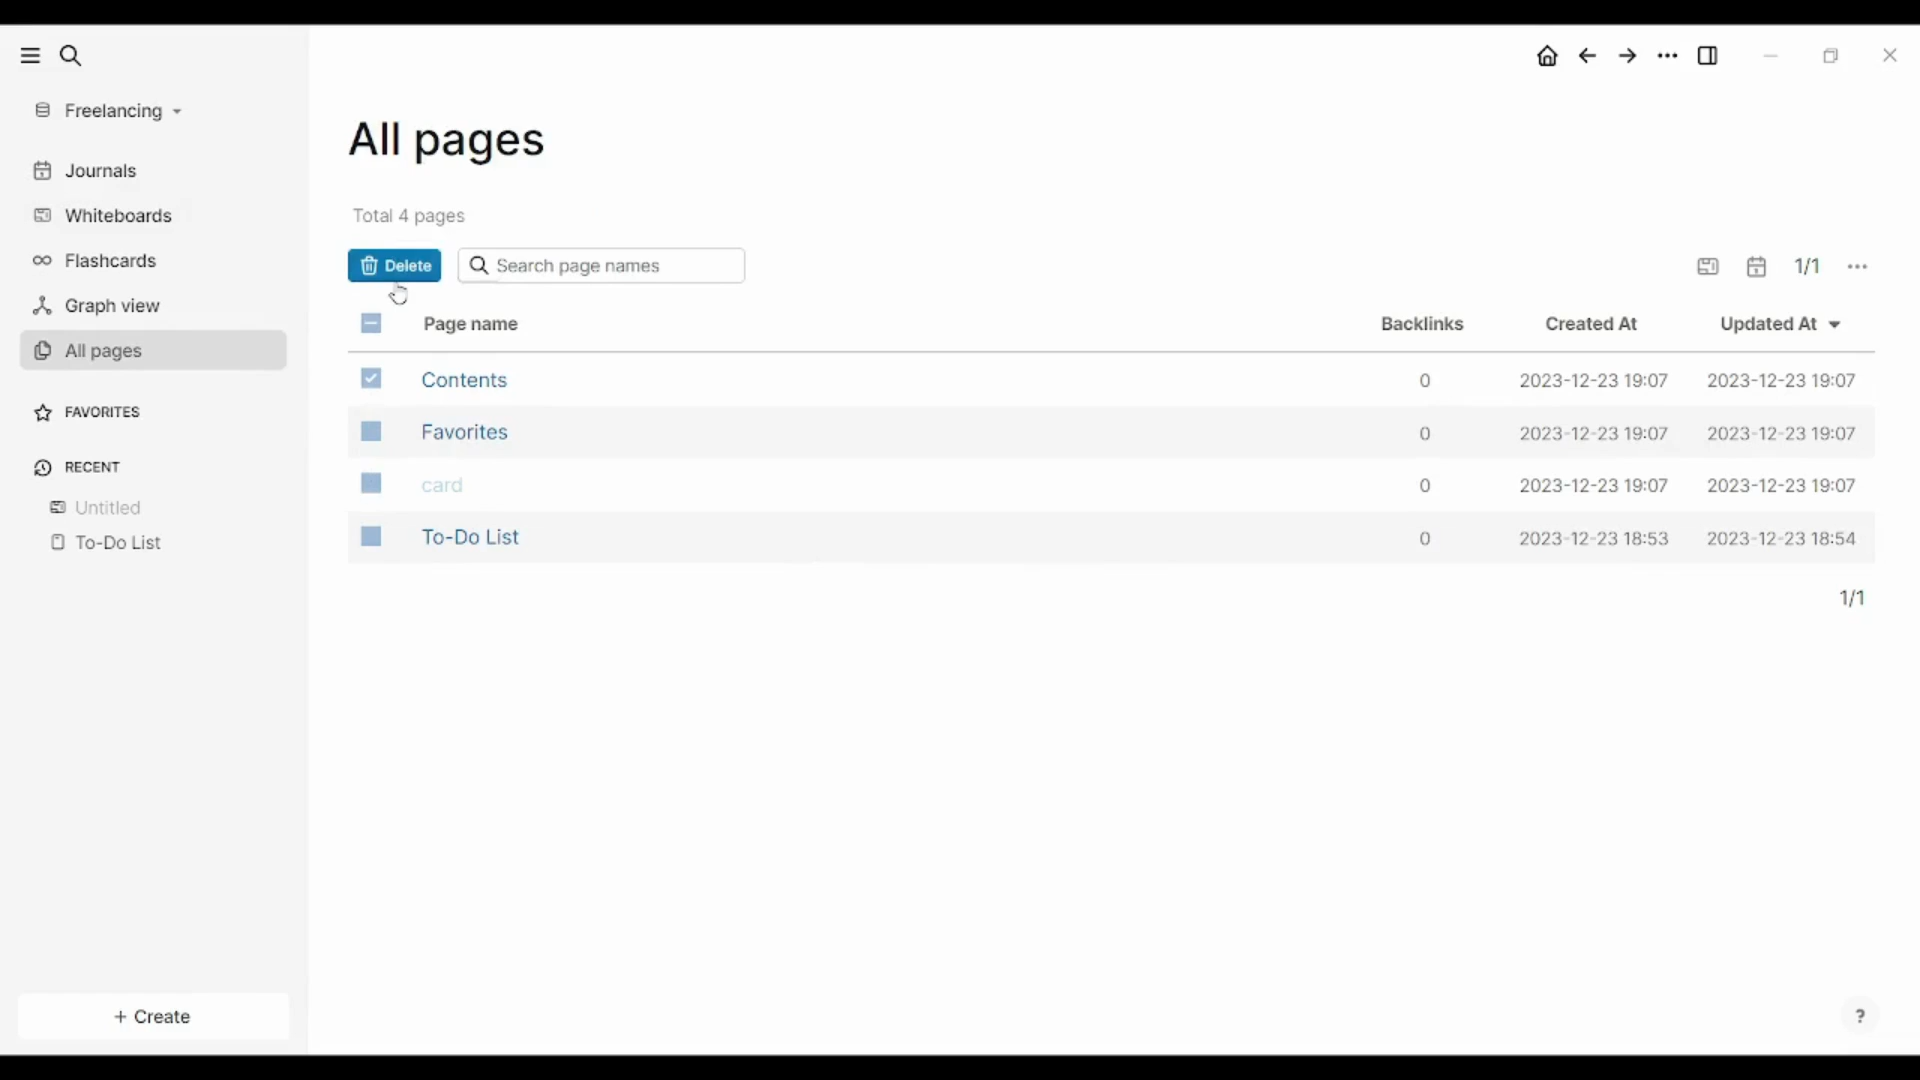 Freelancing
Journals
Whiteboards
Flashcards
Graph view
All pages
FAVORITES
RECENT
Untitled
To-Do List
+ Create
All pages
Total 4 pages
Delete
Search page names
1/1
Page name Backlinks Created At Updated At
Contents 0 2023-12-23 19:07 2023-12-23 19:07
Favorites 0 2023-12-23 19:07 2023-12-23 19:07
card 0 2023-12-23 19:07 2023-12-23 19:07
To-Do List 0 2023-12-23 18:53 2023-12-23 18:54
1/1
?